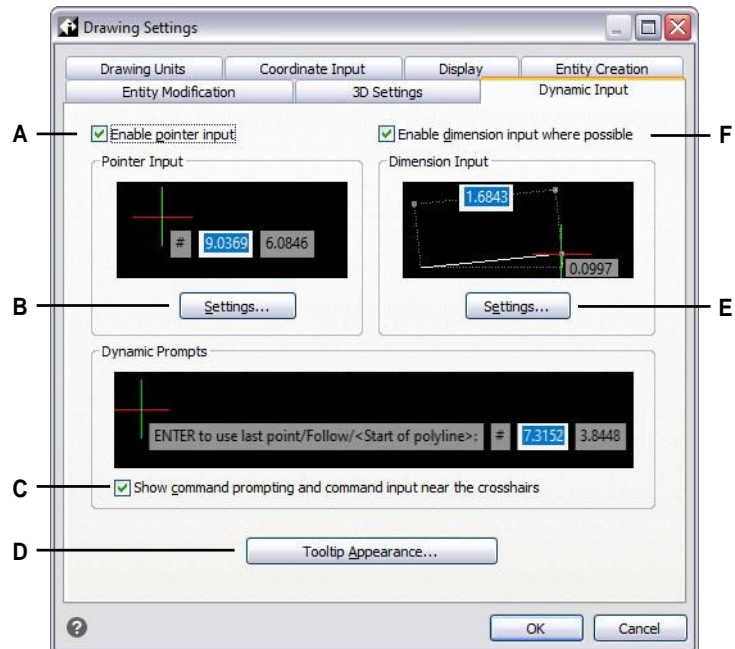 Drawing Settings
Drawing Units
Coordinate Input
Display
Entity Creation
Entity Modification
3D Settings
Dynamic Input
A
Enable pointer input
Enable dimension input where possible
F
Pointer Input
Dimension Input
# 9.0369 6.0846
1.6843
0.0997
B
Settings...
Settings...
E
Dynamic Prompts
ENTER to use last point/Follow/<Start of polyline>: # 7.3152 3.8448
C
Show command prompting and command input near the crosshairs
D
Tooltip Appearance...
?
OK
Cancel